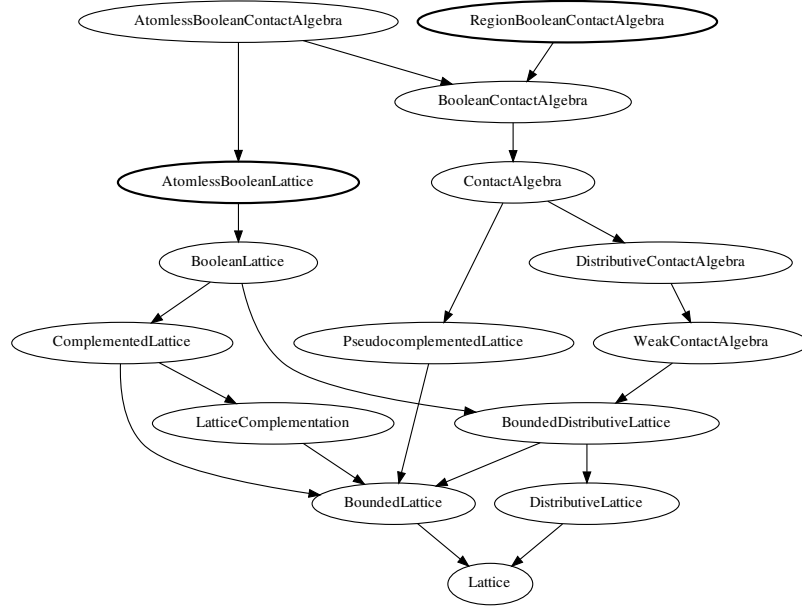 AtomlessBooleanContactAlgebra
RegionBooleanContactAlgebra
BooleanContactAlgebra
AtomlessBooleanLattice
ContactAlgebra
BooleanLattice
DistributiveContactAlgebra
ComplementedLattice
PseudocomplementedLattice
WeakContactAlgebra
LatticeComplementation
BoundedDistributiveLattice
BoundedLattice
DistributiveLattice
Lattice